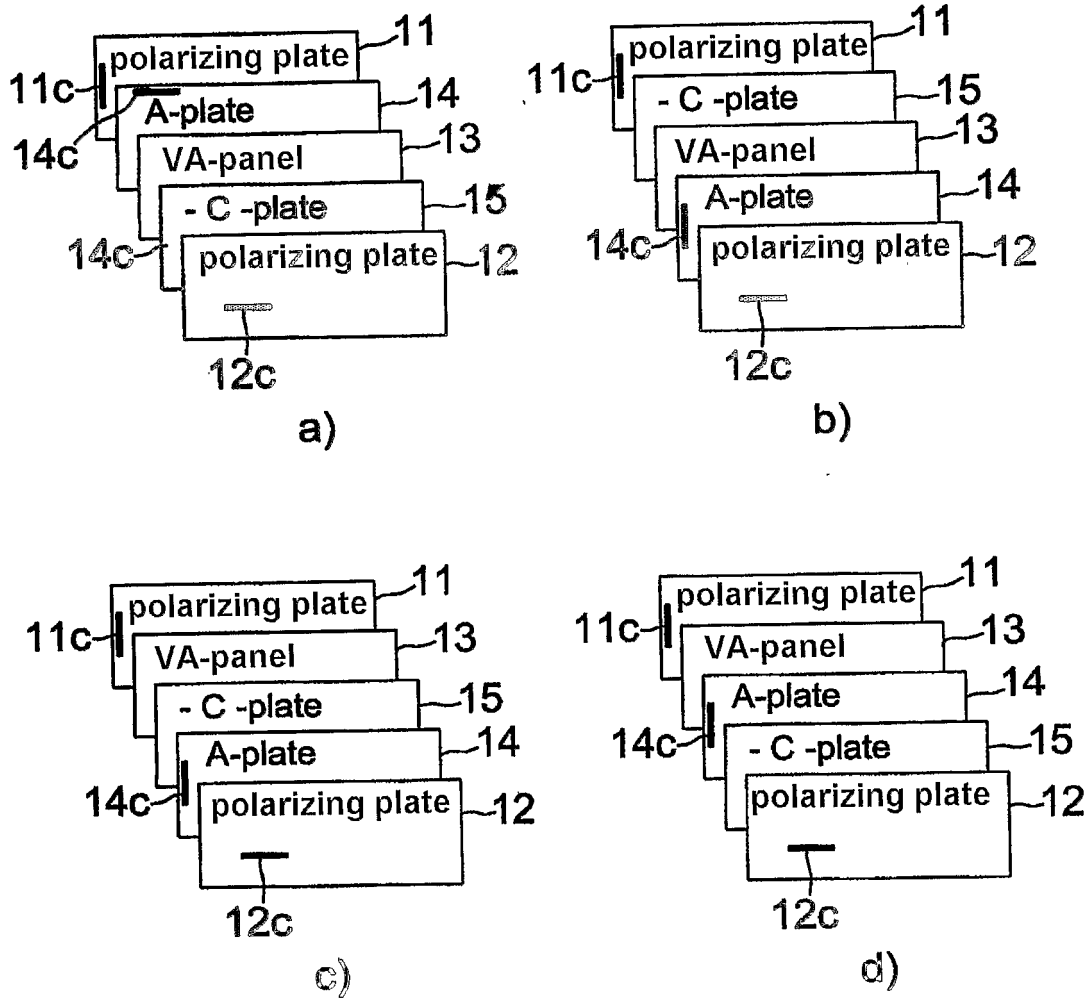 polarizing plate 11
11c
A-plate 14
14c
VA-panel 13
- C -plate 15
14c
polarizing plate 12
12c
a)
polarizing plate 11
11c
- C -plate 15
VA-panel 13
A-plate 14
14c
polarizing plate 12
12c
b)
polarizing plate 11
11c
VA-panel 13
- C -plate 15
A-plate 14
14c
polarizing plate 12
12c
c)
polarizing plate 11
11c
VA-panel 13
A-plate 14
14c
- C -plate 15
polarizing plate 12
12c
d)